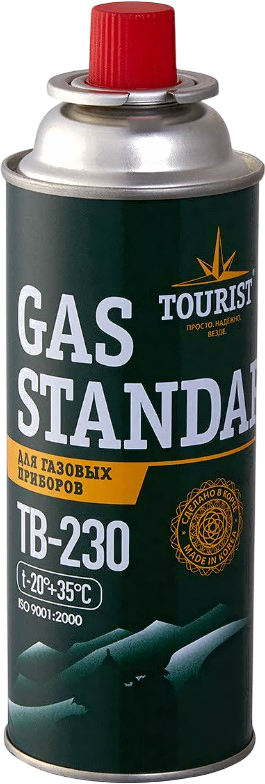 TOURIST®
ПРОСТО. НАДЁЖНО.
ВЕЗДЕ.
GAS
STANDAR
ДЛЯ ГАЗОВЫХ
ПРИБОРОВ
TB-230
t-20°+35°C
ISO 9001:2000
СДЕЛАНО В КОРЕЕ
MADE IN KOREA